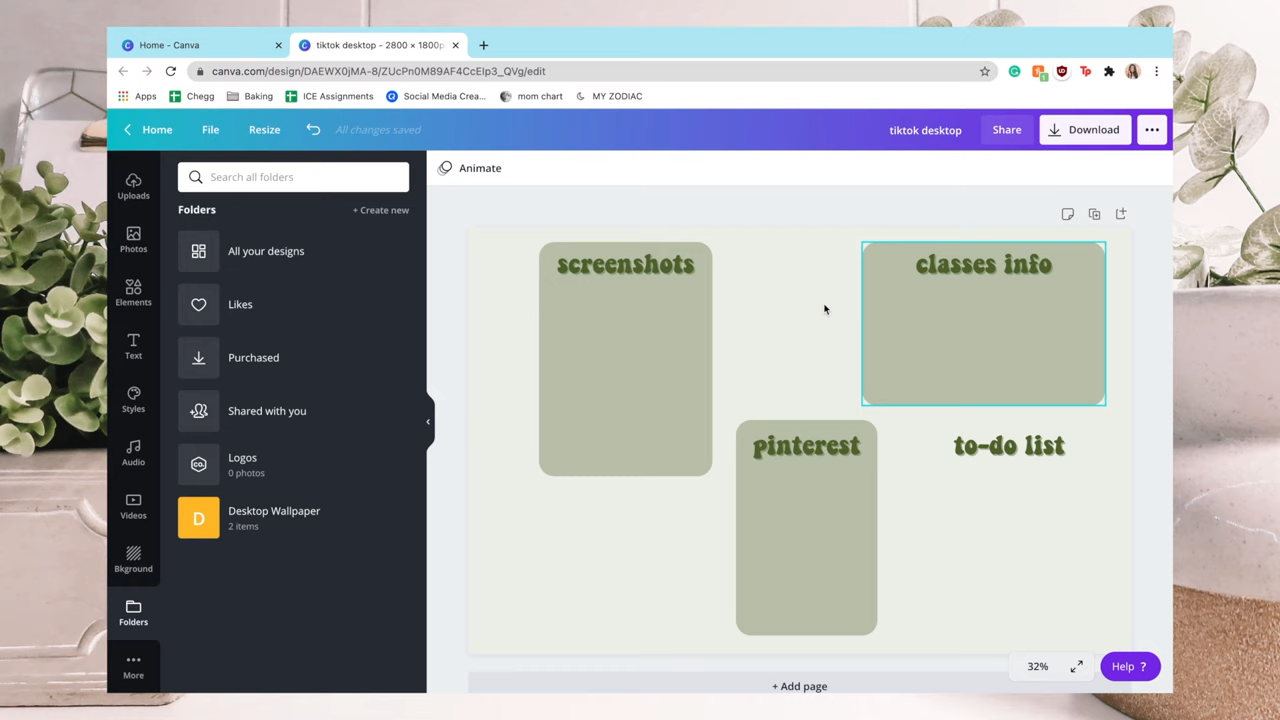 Home - Canva
tiktok desktop - 2800 × 1800p
canva.com/design/DAEWX0jMA-8/ZUcPn0M89AF4CcEIp3_QVg/edit
Apps
Chegg
Baking
ICE Assignments
Social Media Crea...
mom chart
MY ZODIAC
Home
File
Resize
All changes saved
tiktok desktop
Share
Download
Uploads
Photos
Elements
Text
Styles
Audio
Videos
Bkground
Folders
More
Search all folders
Folders
+ Create new
All your designs
Likes
Purchased
Shared with you
CO.
Logos
0 photos
D
Desktop Wallpaper
2 items
Animate
screenshots
classes info
pinterest
to-do list
32%
Help ?
+ Add page